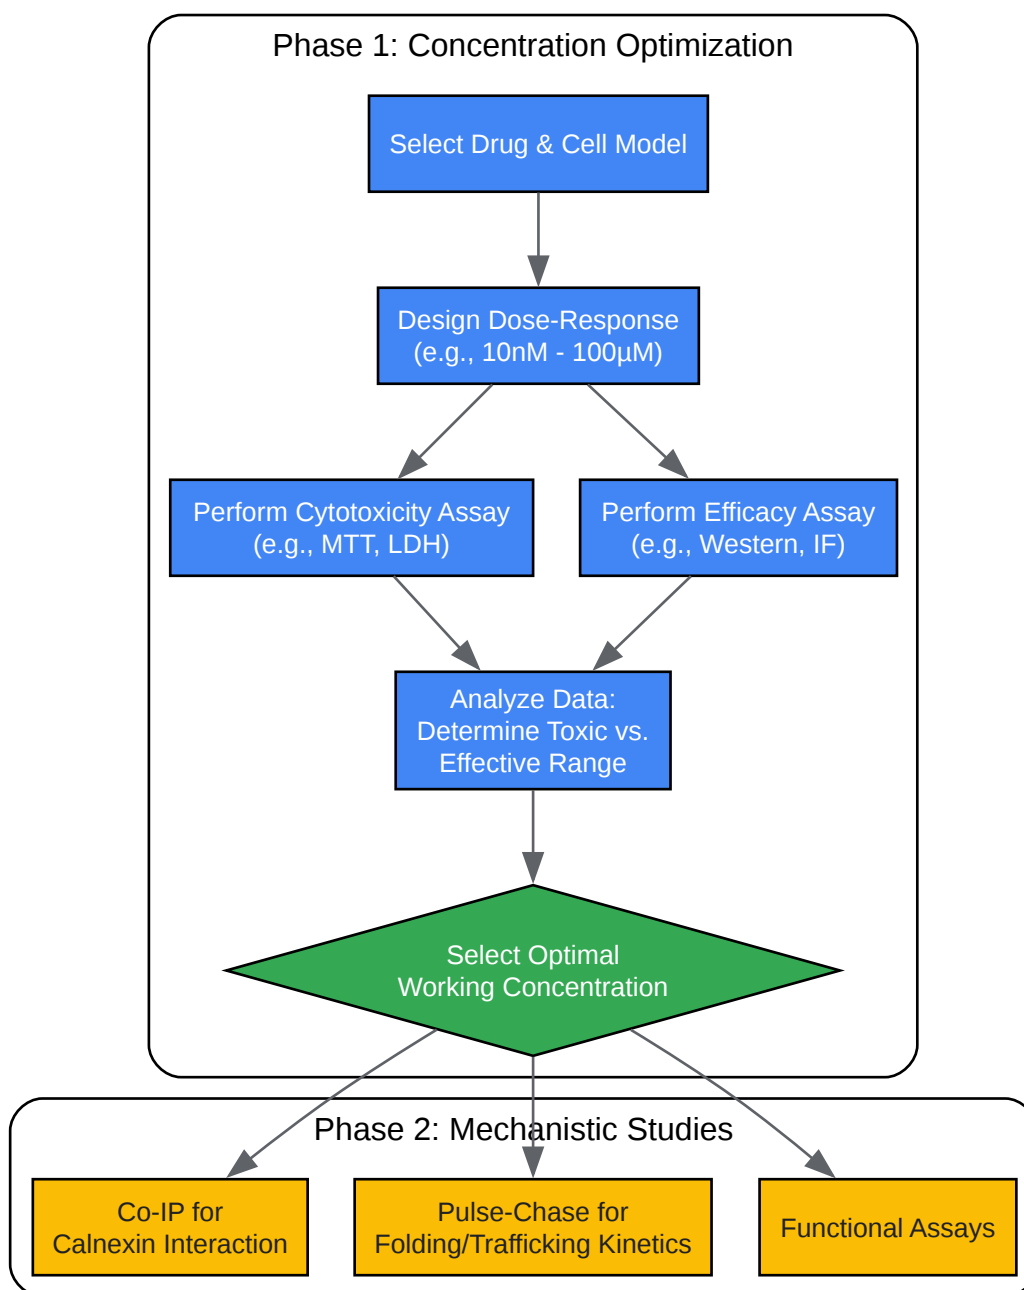 Phase 1: Concentration Optimization
Select Drug & Cell Model
Design Dose-Response
(e.g., 10nM - 100µM)
Perform Cytotoxicity Assay
(e.g., MTT, LDH)
Perform Efficacy Assay
(e.g., Western, IF)
Analyze Data:
Determine Toxic vs.
Effective Range
Select Optimal
Working Concentration
Phase 2: Mechanistic Studies
Co-IP for
Calnexin Interaction
Pulse-Chase for
Folding/Trafficking Kinetics
Functional Assays